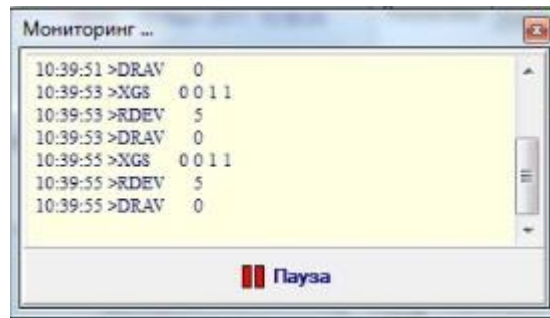 Мониторинг ...
10:39:51 >DRAV 0
10:39:53 >XGS 0 0 1 1
10:39:53 >RDEV 5
10:39:53 >DRAV 0
10:39:55 >XGS 0 0 1 1
10:39:55 >RDEV 5
10:39:55 >DRAV 0
Пауза